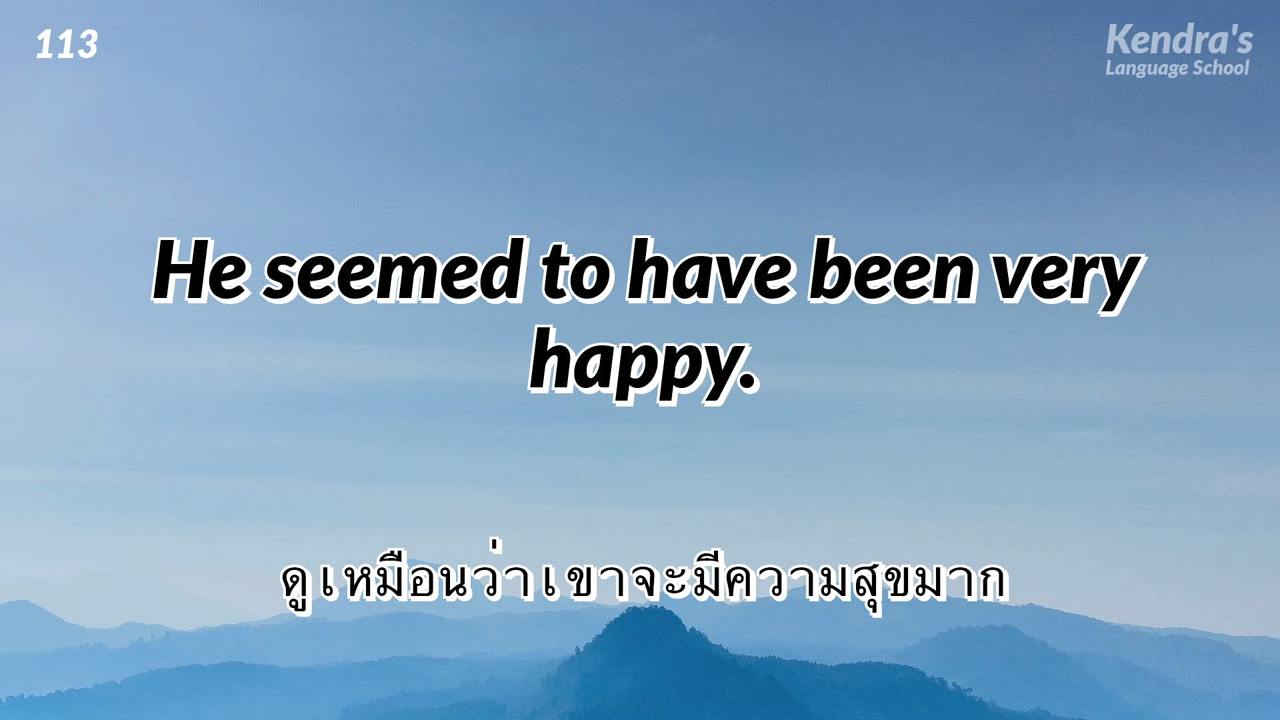 113
Kendra's
Language School
He seemed to have been very
happy.
ดูเหมือนว่าเขาจะมีความสุขมาก